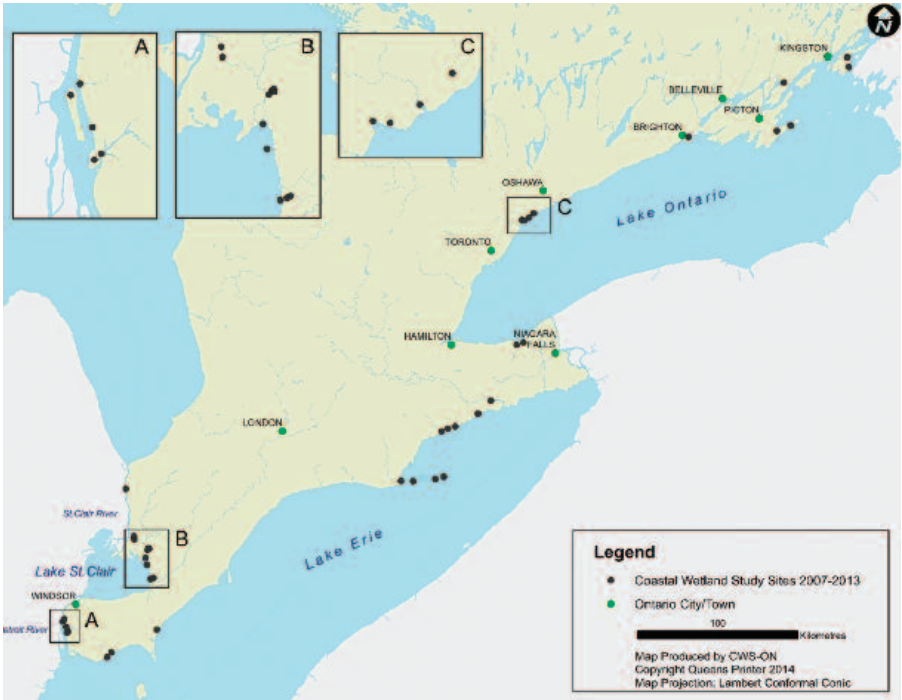 A
B
C
N
KINGSTON
BELLEVILLE
PICTON
BRIGHTON
OSHAWA
C
Lake Ontario
TORONTO
HAMILTON
NIAGARA
FALLS
LONDON
St.Clair River
B
Lake Erie
Lake St.Clair
WINDSOR
A
etroit River
Legend
Coastal Wetland Study Sites 2007-2013
Ontario City/Town
100
Kilometres
Map Produced by CWS-ON
Copyright Queens Printer 2014
Map Projection: Lambert Conformal Conic